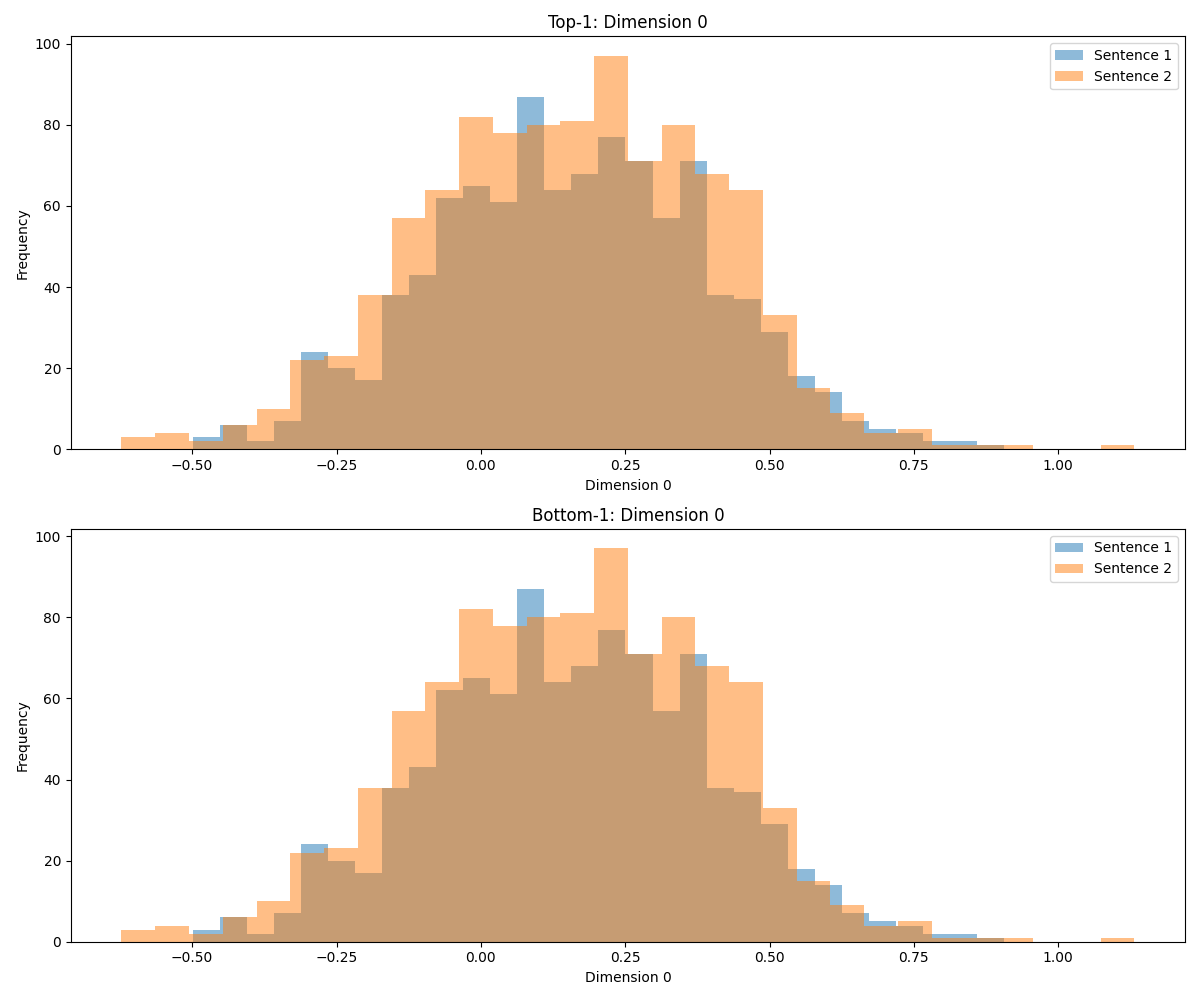 Top-1: Dimension 0
100
80
60
40
20
0
Frequency
Sentence 1
Sentence 2
−0.50 −0.25 0.00 0.25 0.50 0.75 1.00
Dimension 0
Bottom-1: Dimension 0
100
80
60
40
20
0
Frequency
Sentence 1
Sentence 2
−0.50 −0.25 0.00 0.25 0.50 0.75 1.00
Dimension 0